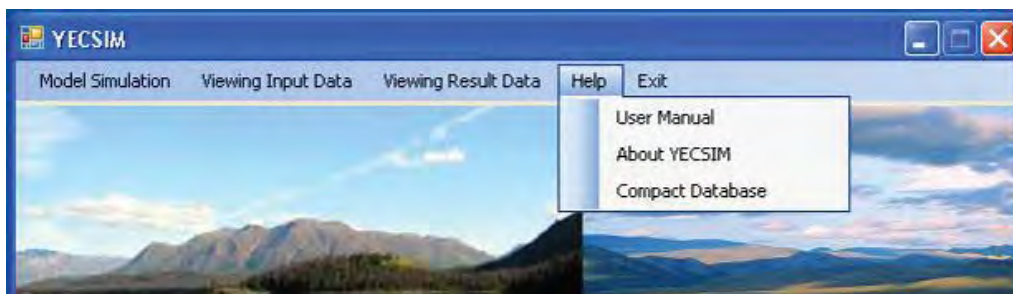 YECSIM
Model Simulation Viewing Input Data Viewing Result Data Help Exit
User Manual
About YECSIM
Compact Database